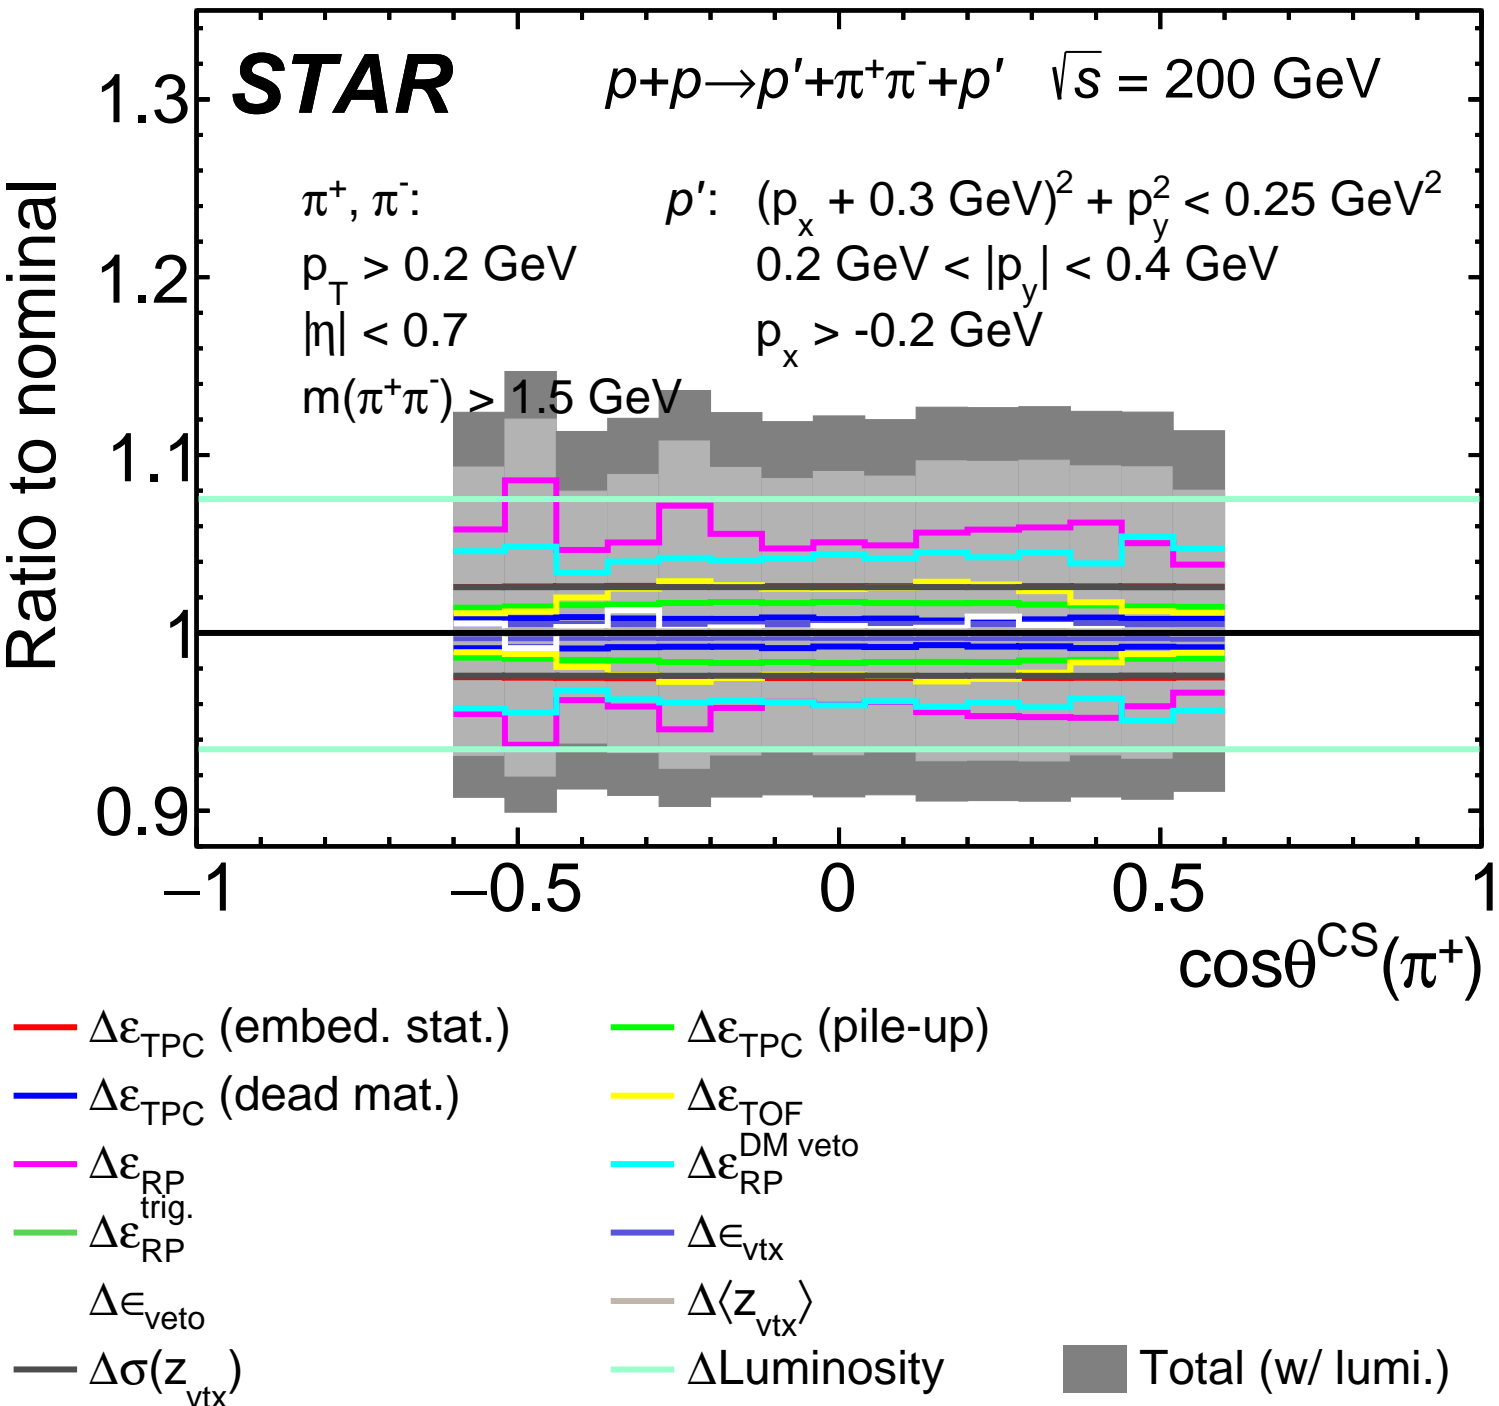 STAR p+p→p′+π⁺π⁻+p′ √s = 200 GeV
π⁺, π⁻: p′: (pₓ + 0.3 GeV)² + p_y² < 0.25 GeV²
p_T > 0.2 GeV 0.2 GeV < |p_y| < 0.4 GeV
|η| < 0.7 pₓ > -0.2 GeV
m(π⁺π⁻) > 1.5 GeV
Ratio to nominal
1.3
1.2
1.1
1
0.9
−1 −0.5 0 0.5 1
cosθ^CS(π⁺)
Δε_TPC (embed. stat.) Δε_TPC (pile-up)
Δε_TPC (dead mat.) Δε_TOF
Δε_RP Δε_RP^DM veto
Δε_RP^trig. Δϵ_vtx
Δϵ_veto Δ⟨z_vtx⟩
Δσ(z_vtx) ΔLuminosity Total (w/ lumi.)